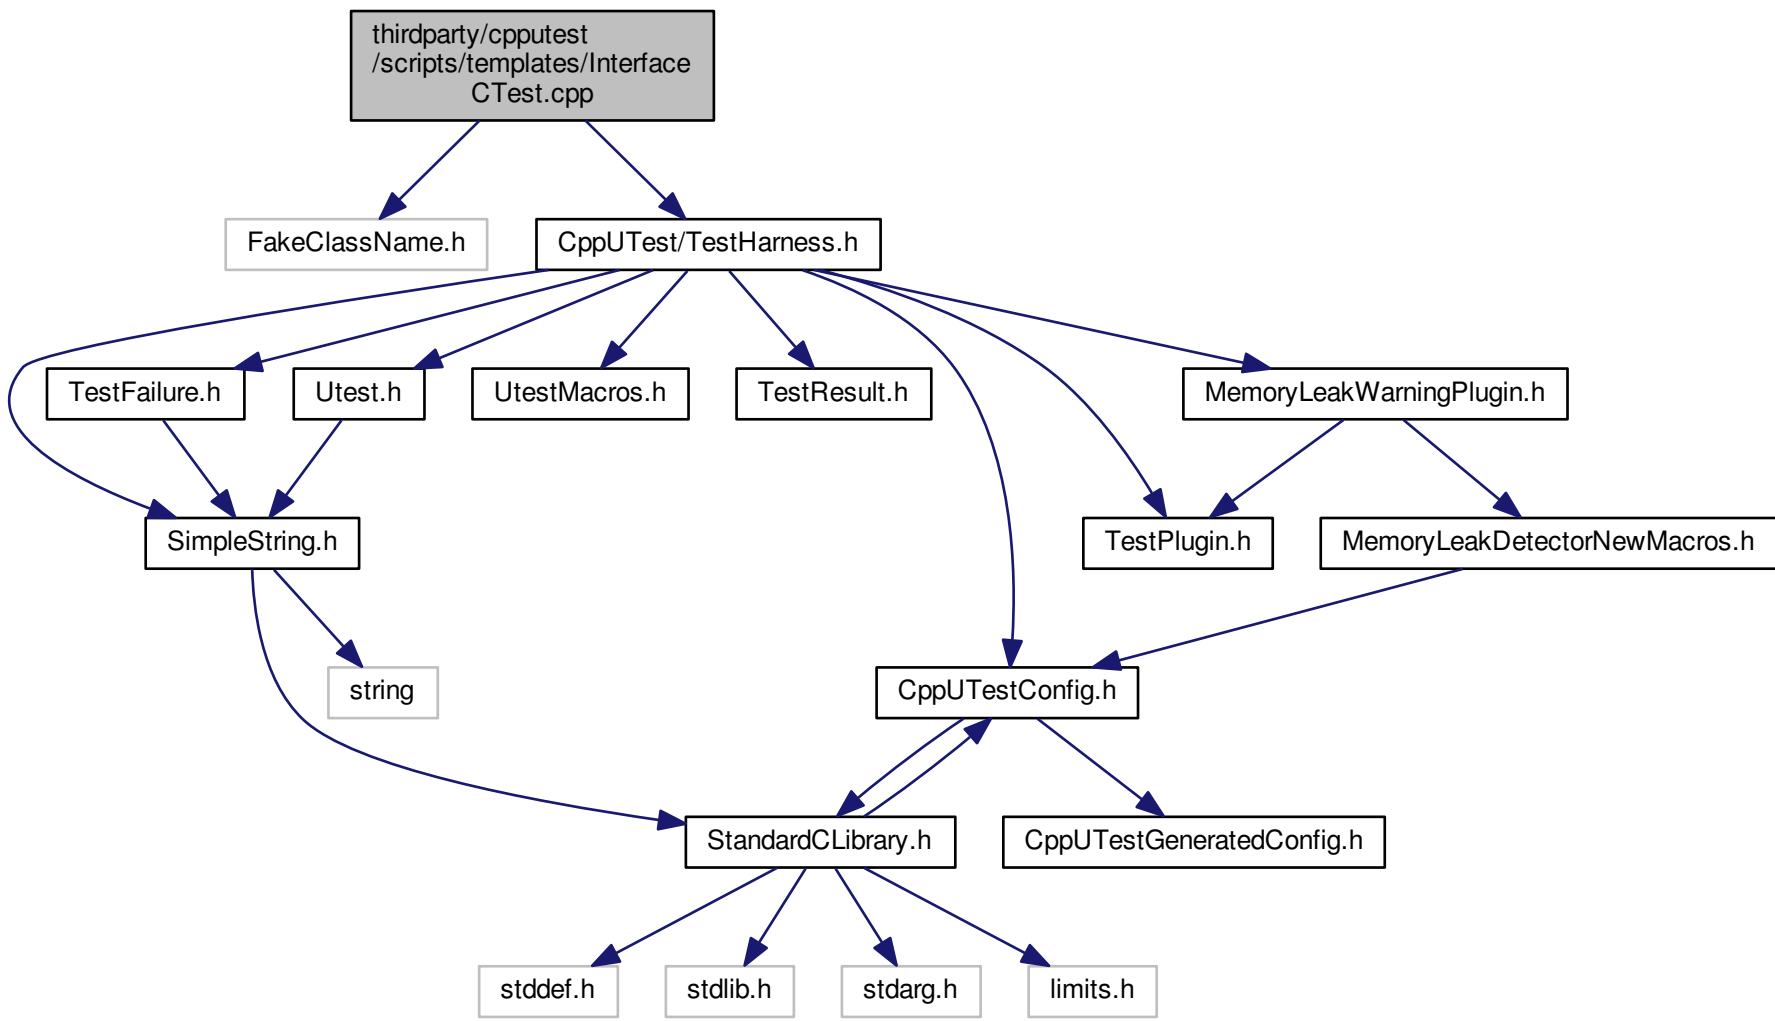 thirdparty/cpputest
/scripts/templates/Interface
CTest.cpp
FakeClassName.h
CppUTest/TestHarness.h
TestFailure.h
Utest.h
UtestMacros.h
TestResult.h
MemoryLeakWarningPlugin.h
SimpleString.h
TestPlugin.h
MemoryLeakDetectorNewMacros.h
string
CppUTestConfig.h
StandardCLibrary.h
CppUTestGeneratedConfig.h
stddef.h
stdlib.h
stdarg.h
limits.h